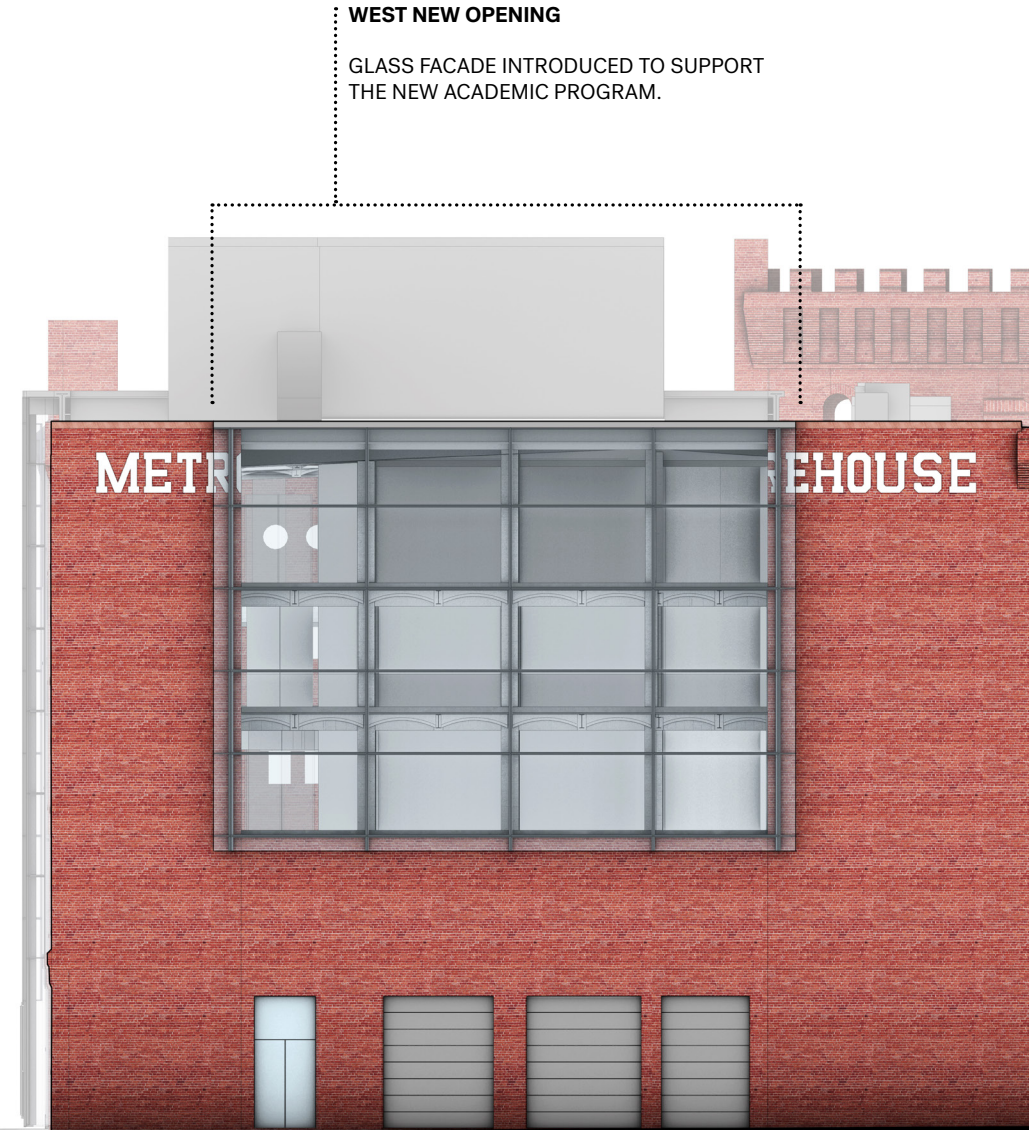 WEST NEW OPENING
GLASS FACADE INTRODUCED TO SUPPORT
THE NEW ACADEMIC PROGRAM.
METR EHOUSE